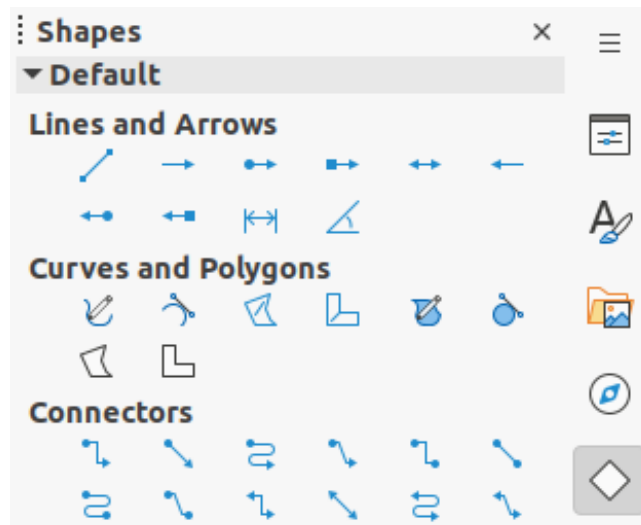 Shapes
Default
Lines and Arrows
Curves and Polygons
Connectors